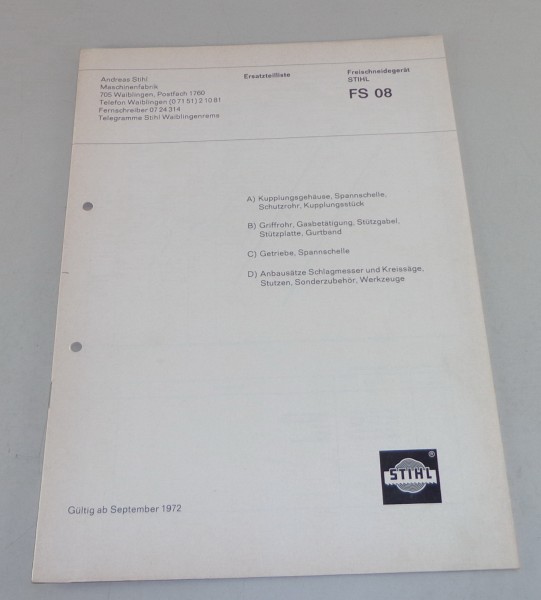 Andreas Stihl
Maschinenfabrik
705 Waiblingen, Postfach 1760
Telefon Waiblingen (0 71 51) 2 10 81
Fernschreiber 07 24 314
Telegramme Stihl Waiblingenrems
Ersatzteilliste
Freischneidegerät
STIHL
FS 08
A) Kupplungsgehäuse, Spannschelle,
Schutzrohr, Kupplungsstück
B) Griffrohr, Gasbetätigung, Stützgabel,
Stützplatte, Gurtband
C) Getriebe, Spannschelle
D) Anbausätze Schlagmesser und Kreissäge,
Stutzen, Sonderzubehör, Werkzeuge
STIHL ®
Gültig ab September 1972